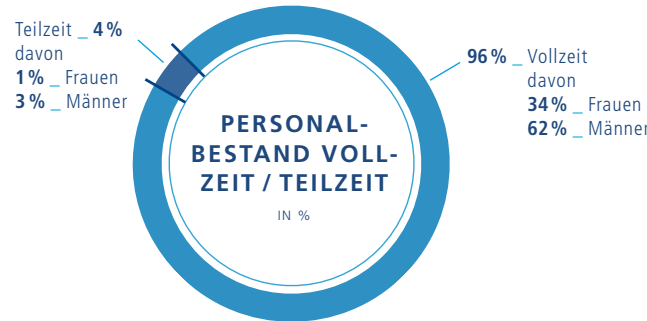 Teilzeit _ 4 %
davon
1 % _ Frauen
3 % _ Männer
96 % _ Vollzeit
davon
34 % _ Frauen
62 % _ Männer
PERSONAL-
BESTAND VOLL-
ZEIT / TEILZEIT
IN %